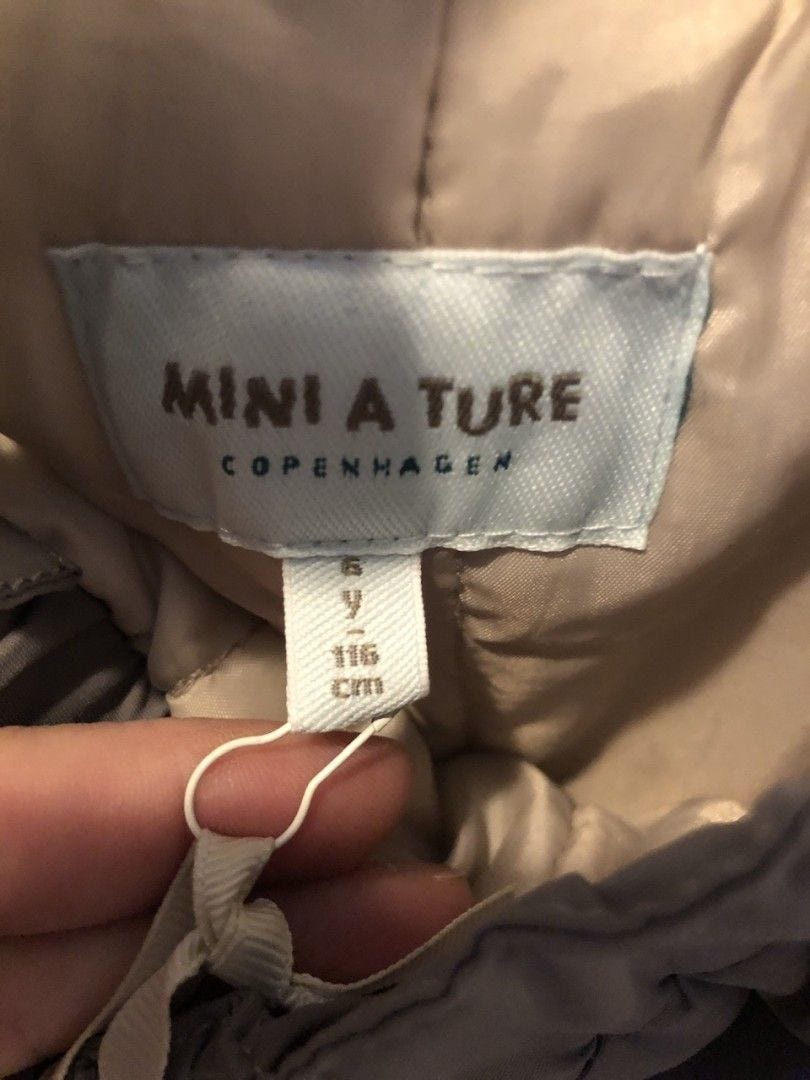 MINI A TURE
COPENHAGEN
6
y
-
116
cm